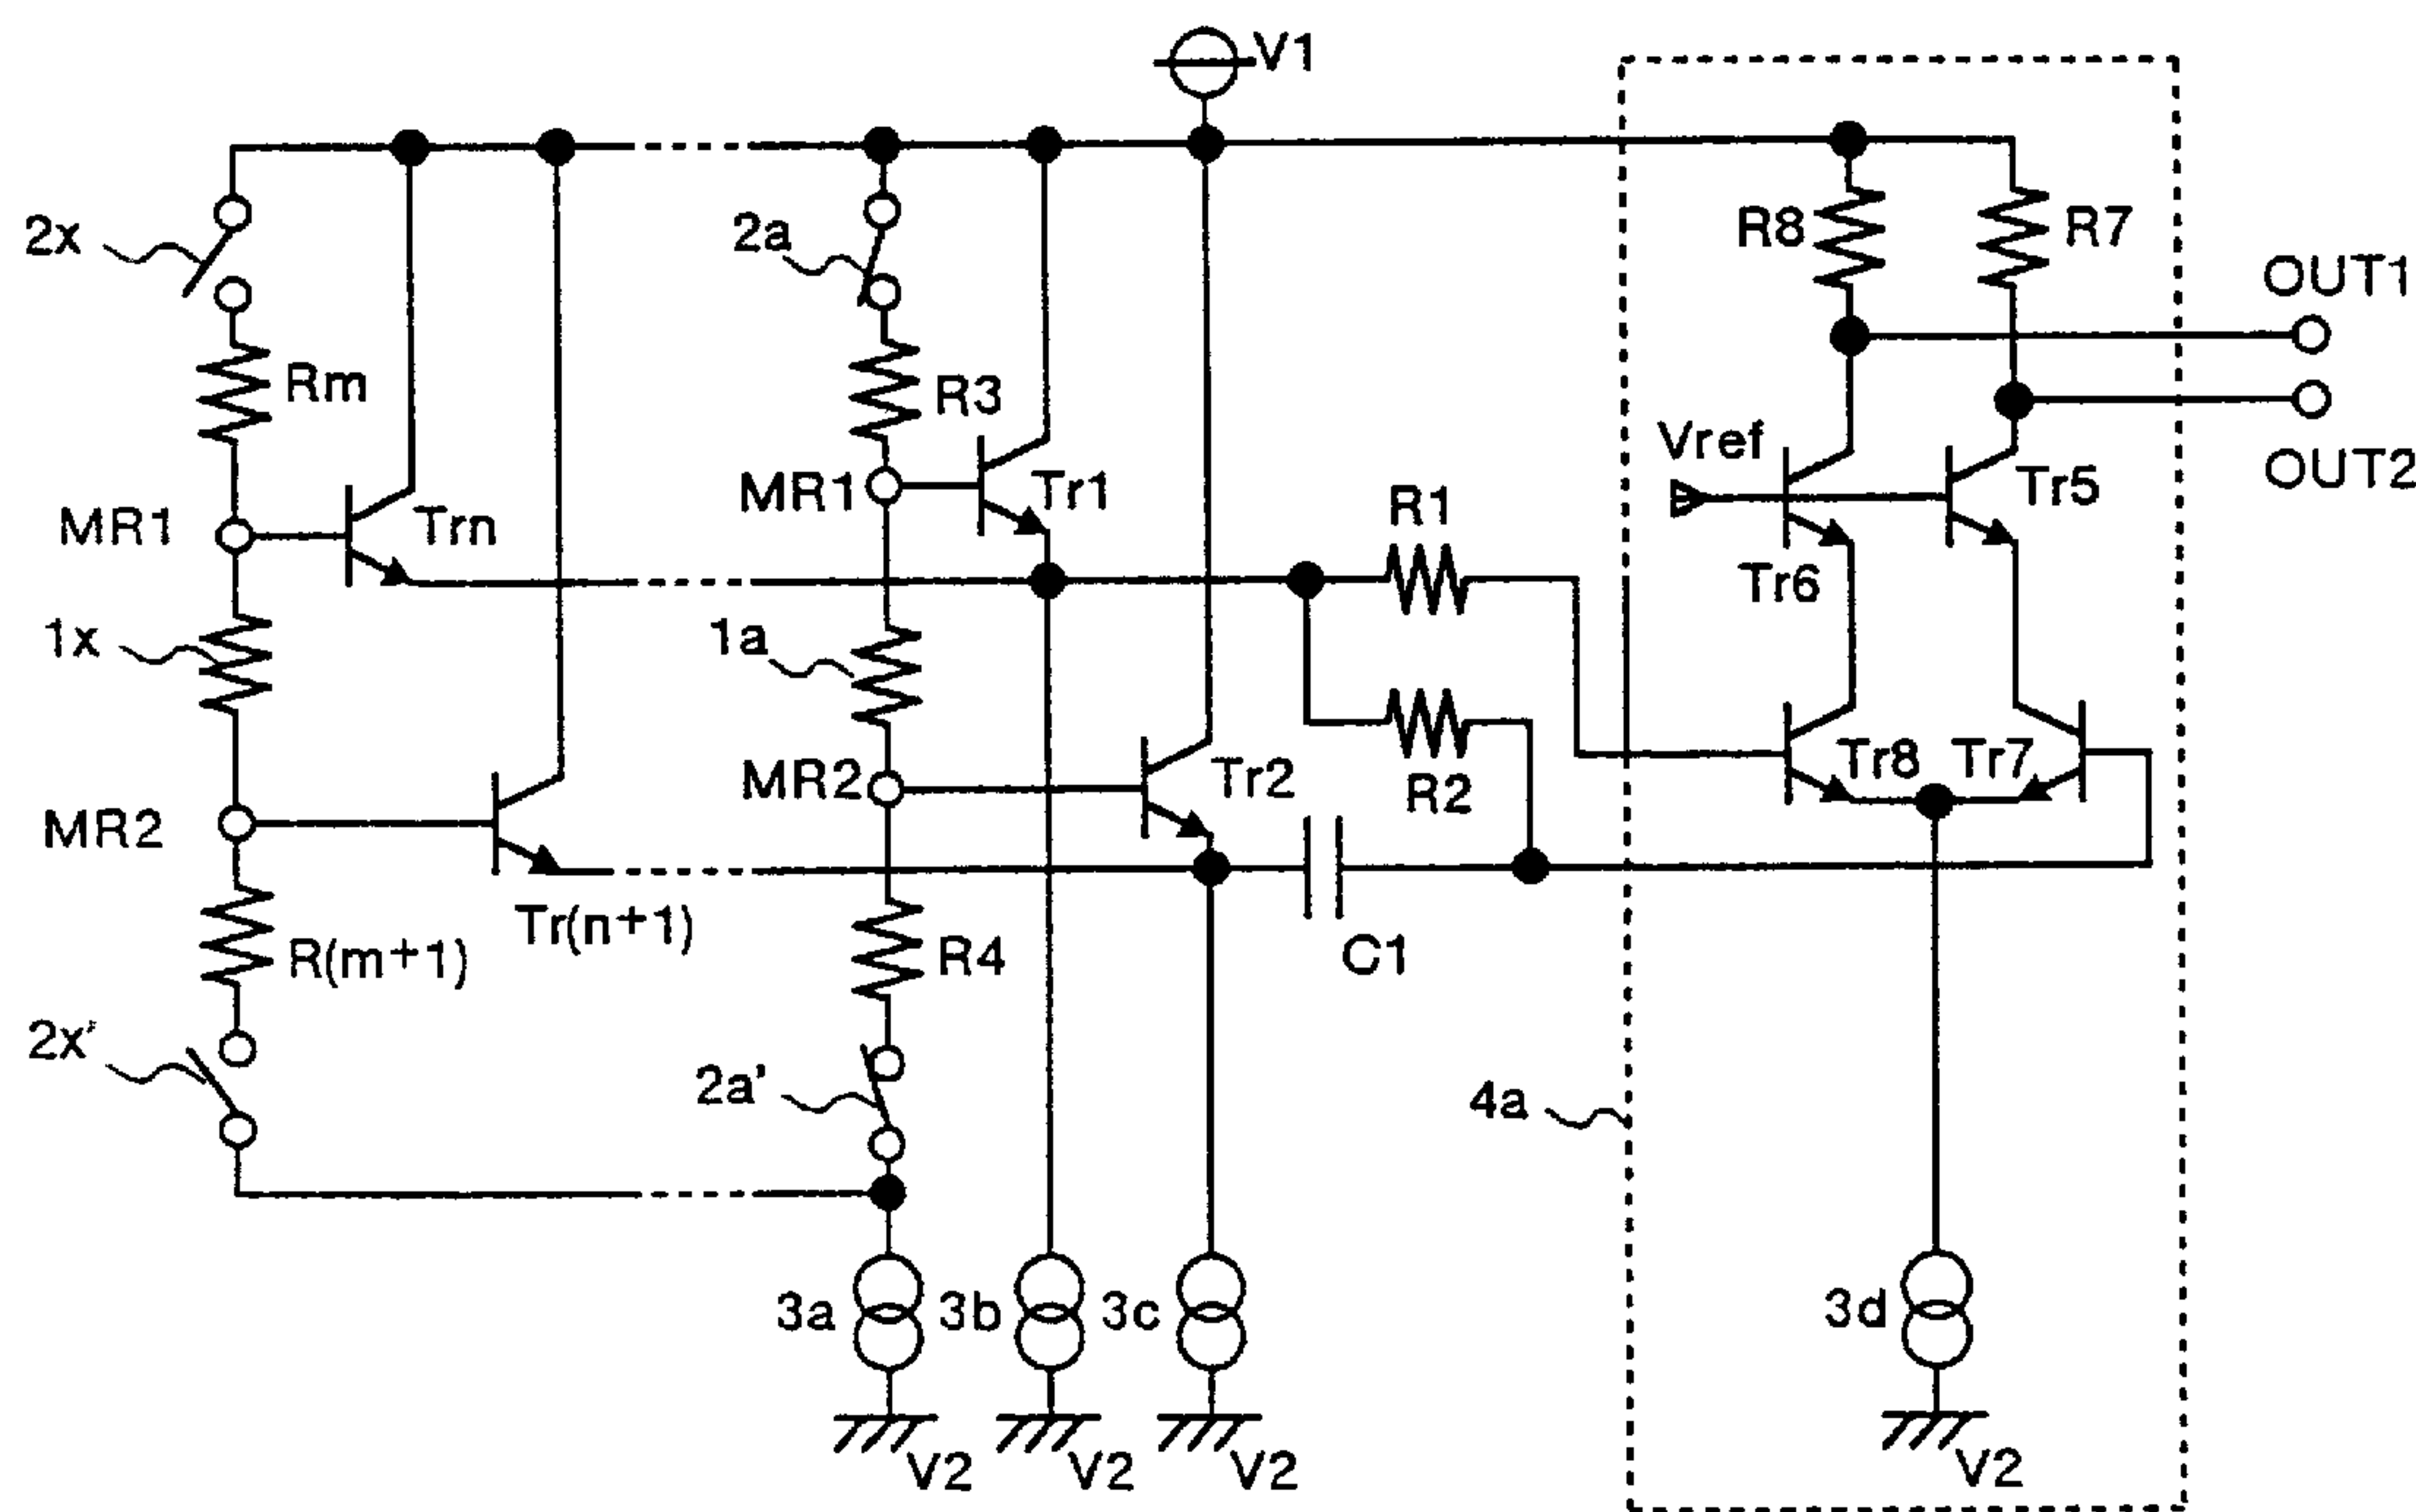 V1
2x
2a
R8
R7
OUT1
Rm
R3
Vref
MR1
Trn
MR1
Tr1
R1
Tr5
OUT2
Tr6
1x
1a
MR2
Tr(n+1)
MR2
Tr2
R2
Tr8
Tr7
R(m+1)
R4
C1
2x'
2a'
4a
3a
3b
3c
3d
V2
V2
V2
V2